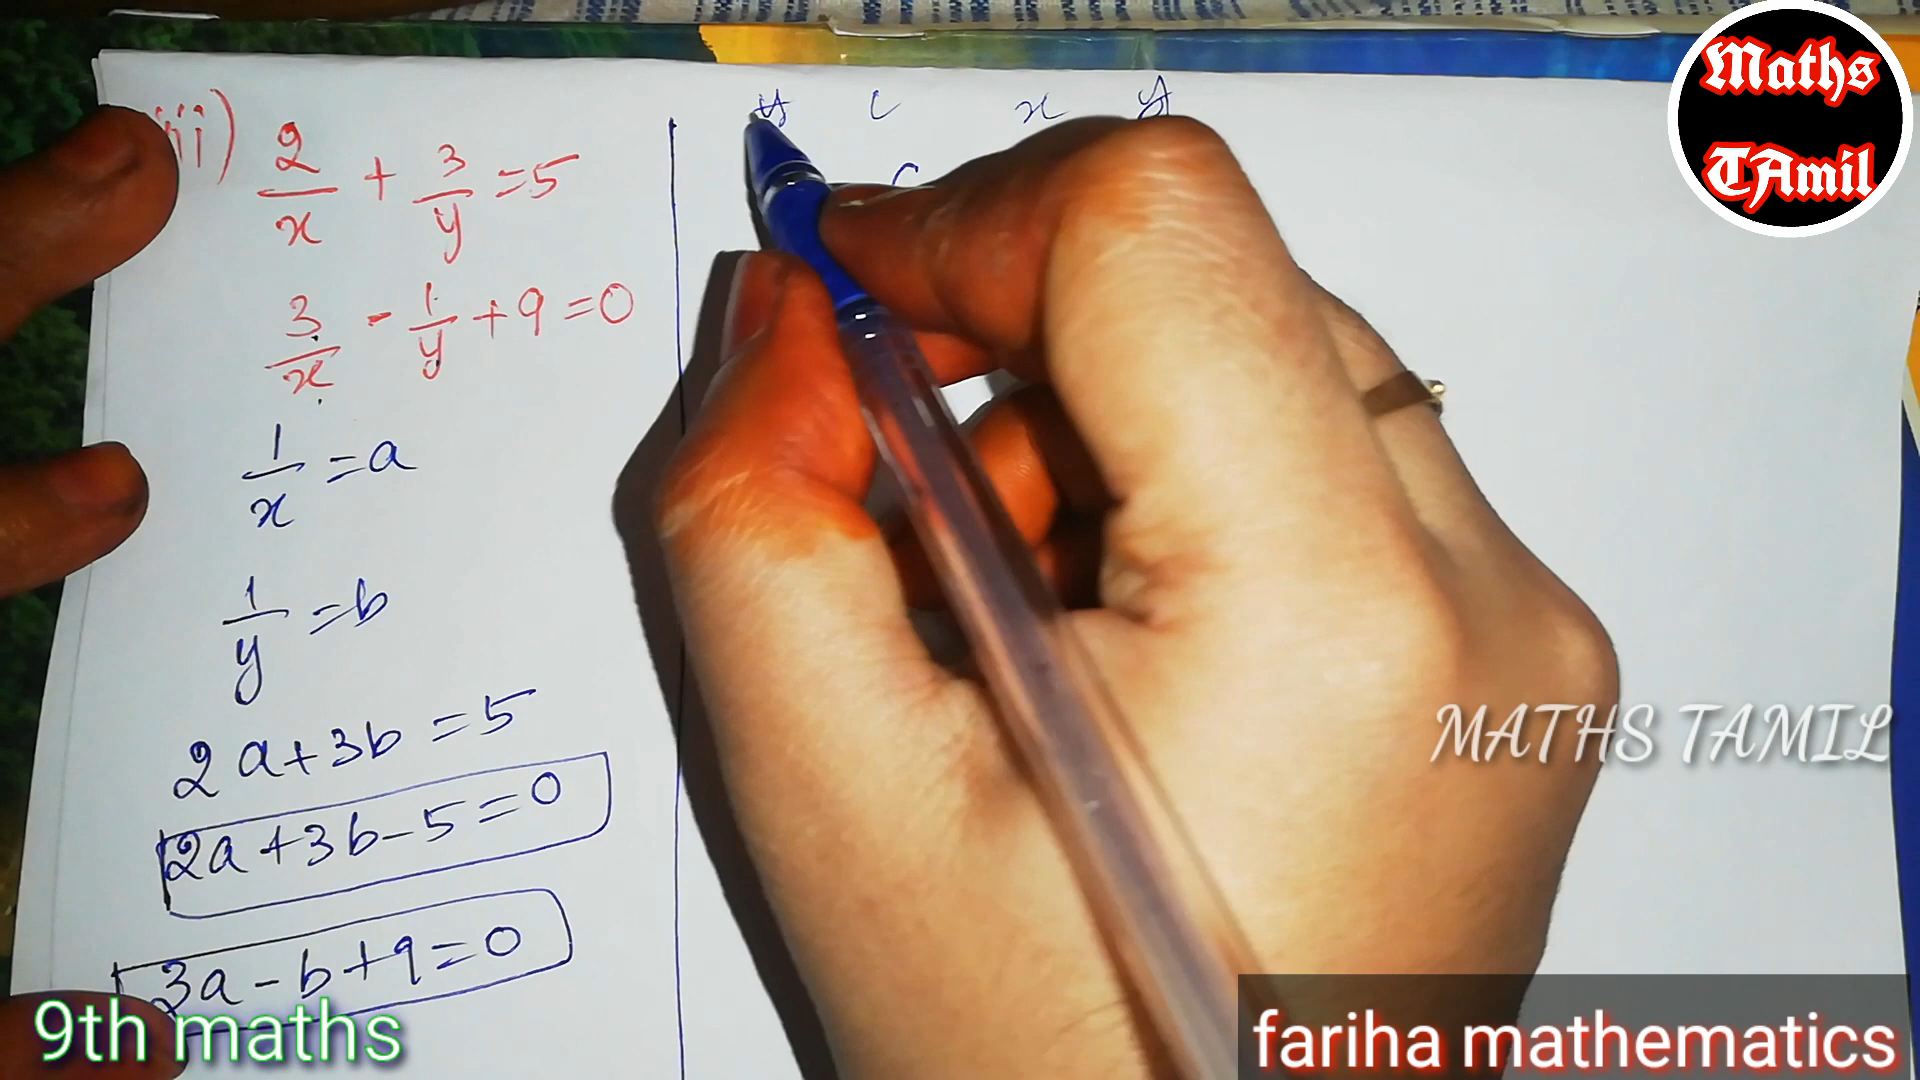 iii) 2/x + 3/y = 5
3/x - 1/y + 9 = 0
1/x = a
1/y = b
2a + 3b = 5
2a + 3b - 5 = 0
3a - b + 9 = 0
y c x y
Maths
TAmil
MATHS TAMIL
9th maths
fariha mathematics